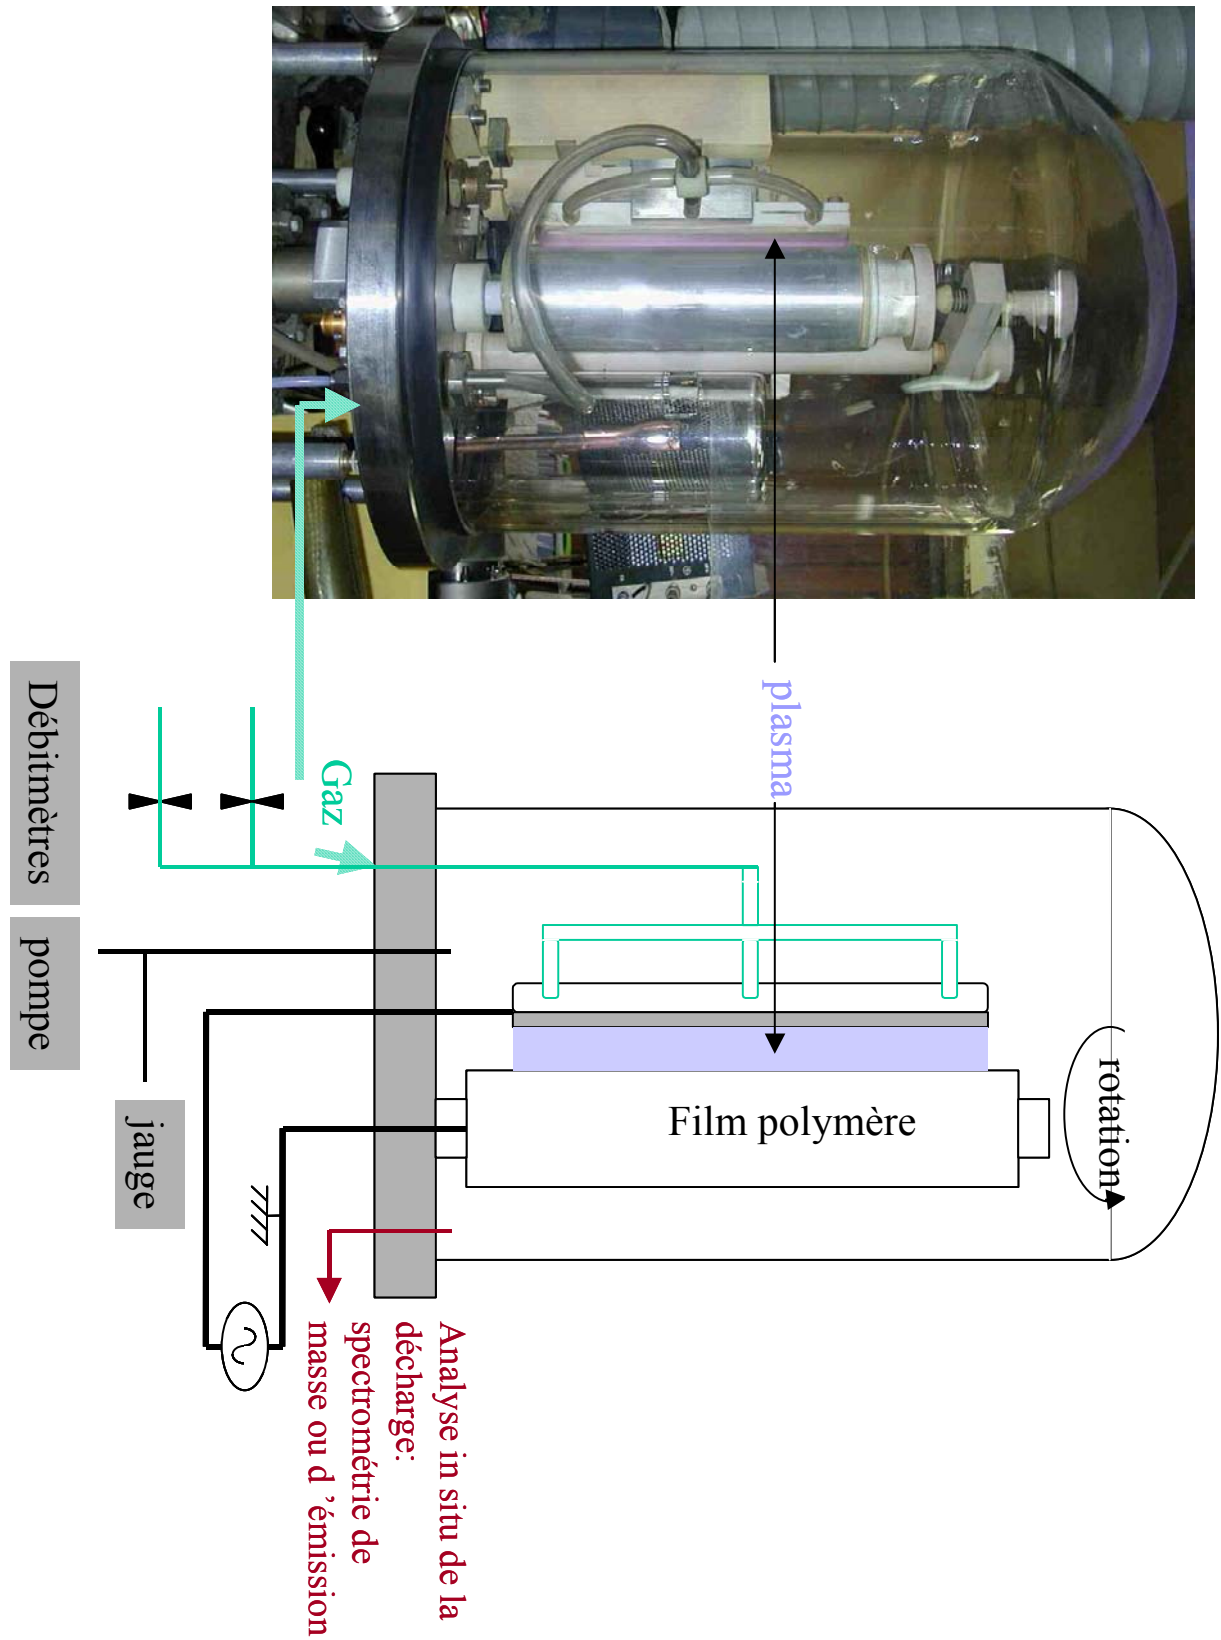 plasma
Débitmètres
Gaz
pompe
jauge
rotation
Film polymère
Analyse in situ de la
décharge:
spectrométrie de
masse ou d ’émission